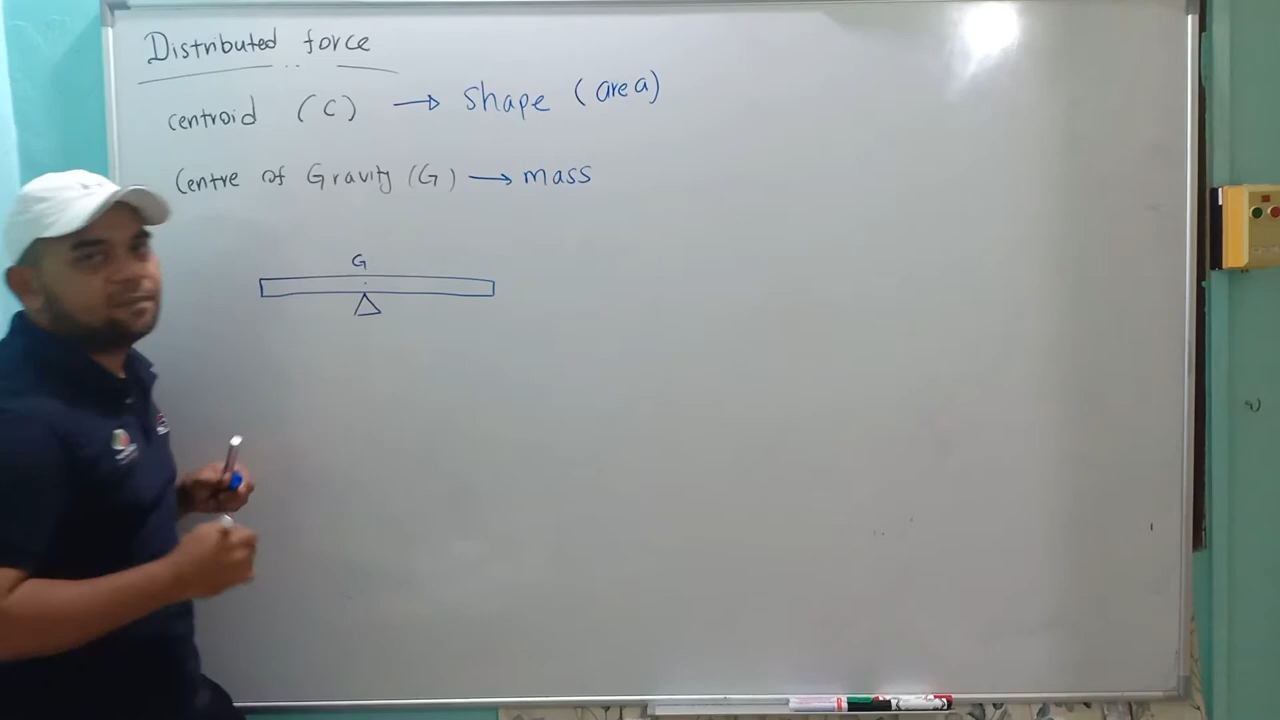 Distributed force
centroid (C) → shape (area)
Centre of Gravity (G) → mass
G